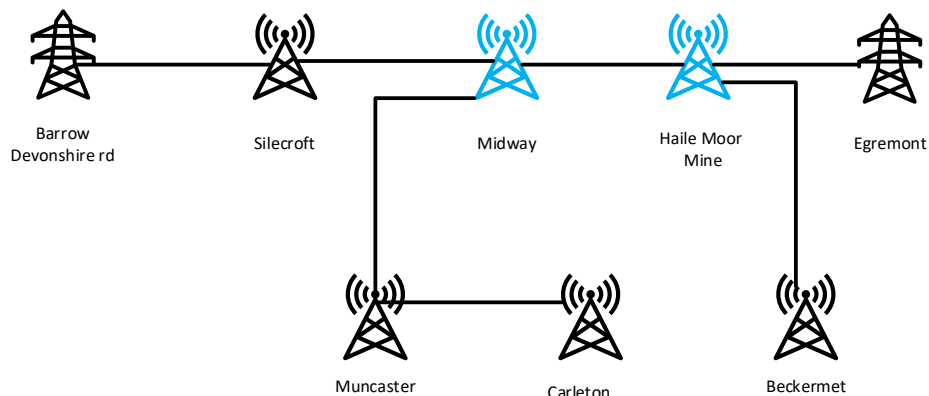 Barrow
Devonshire rd
Silecroft
Midway
Haile Moor
Mine
Egremont
Muncaster
Carleton
Beckermet